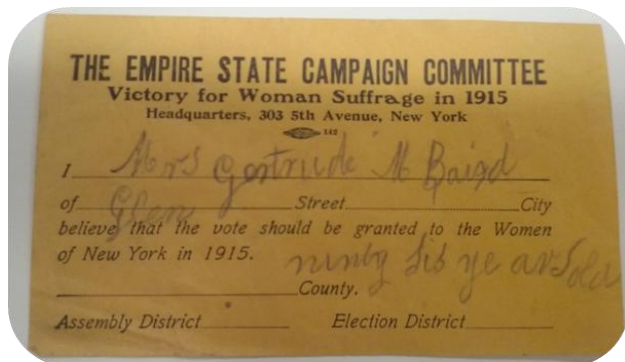 THE EMPIRE STATE CAMPAIGN COMMITTEE
Victory for Woman Suffrage in 1915
Headquarters, 303 5th Avenue, New York
142
I Mrs Gertrude M Baird
of Glen Street City
believe that the vote should be granted to the Women
of New York in 1915.
ninty six years old
County.
Assembly District Election District